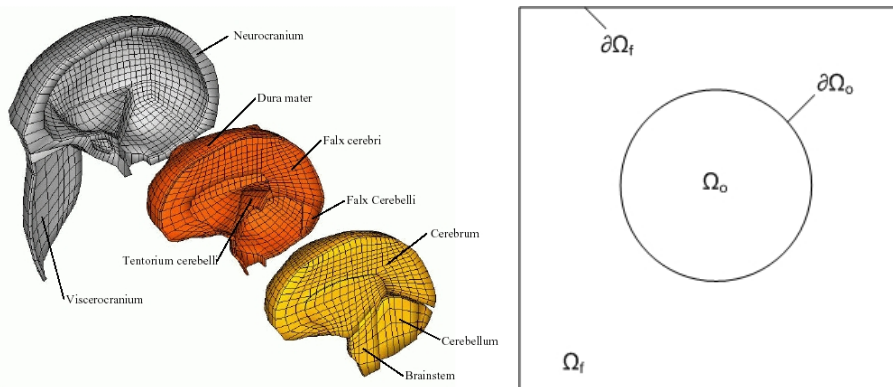 Neurocranium
Dura mater
Falx cerebri
Falx Cerebelli
Tentorium cerebelli
Cerebrum
Viscerocranium
Cerebellum
Brainstem
∂Ωf
∂Ωo
Ωo
Ωf